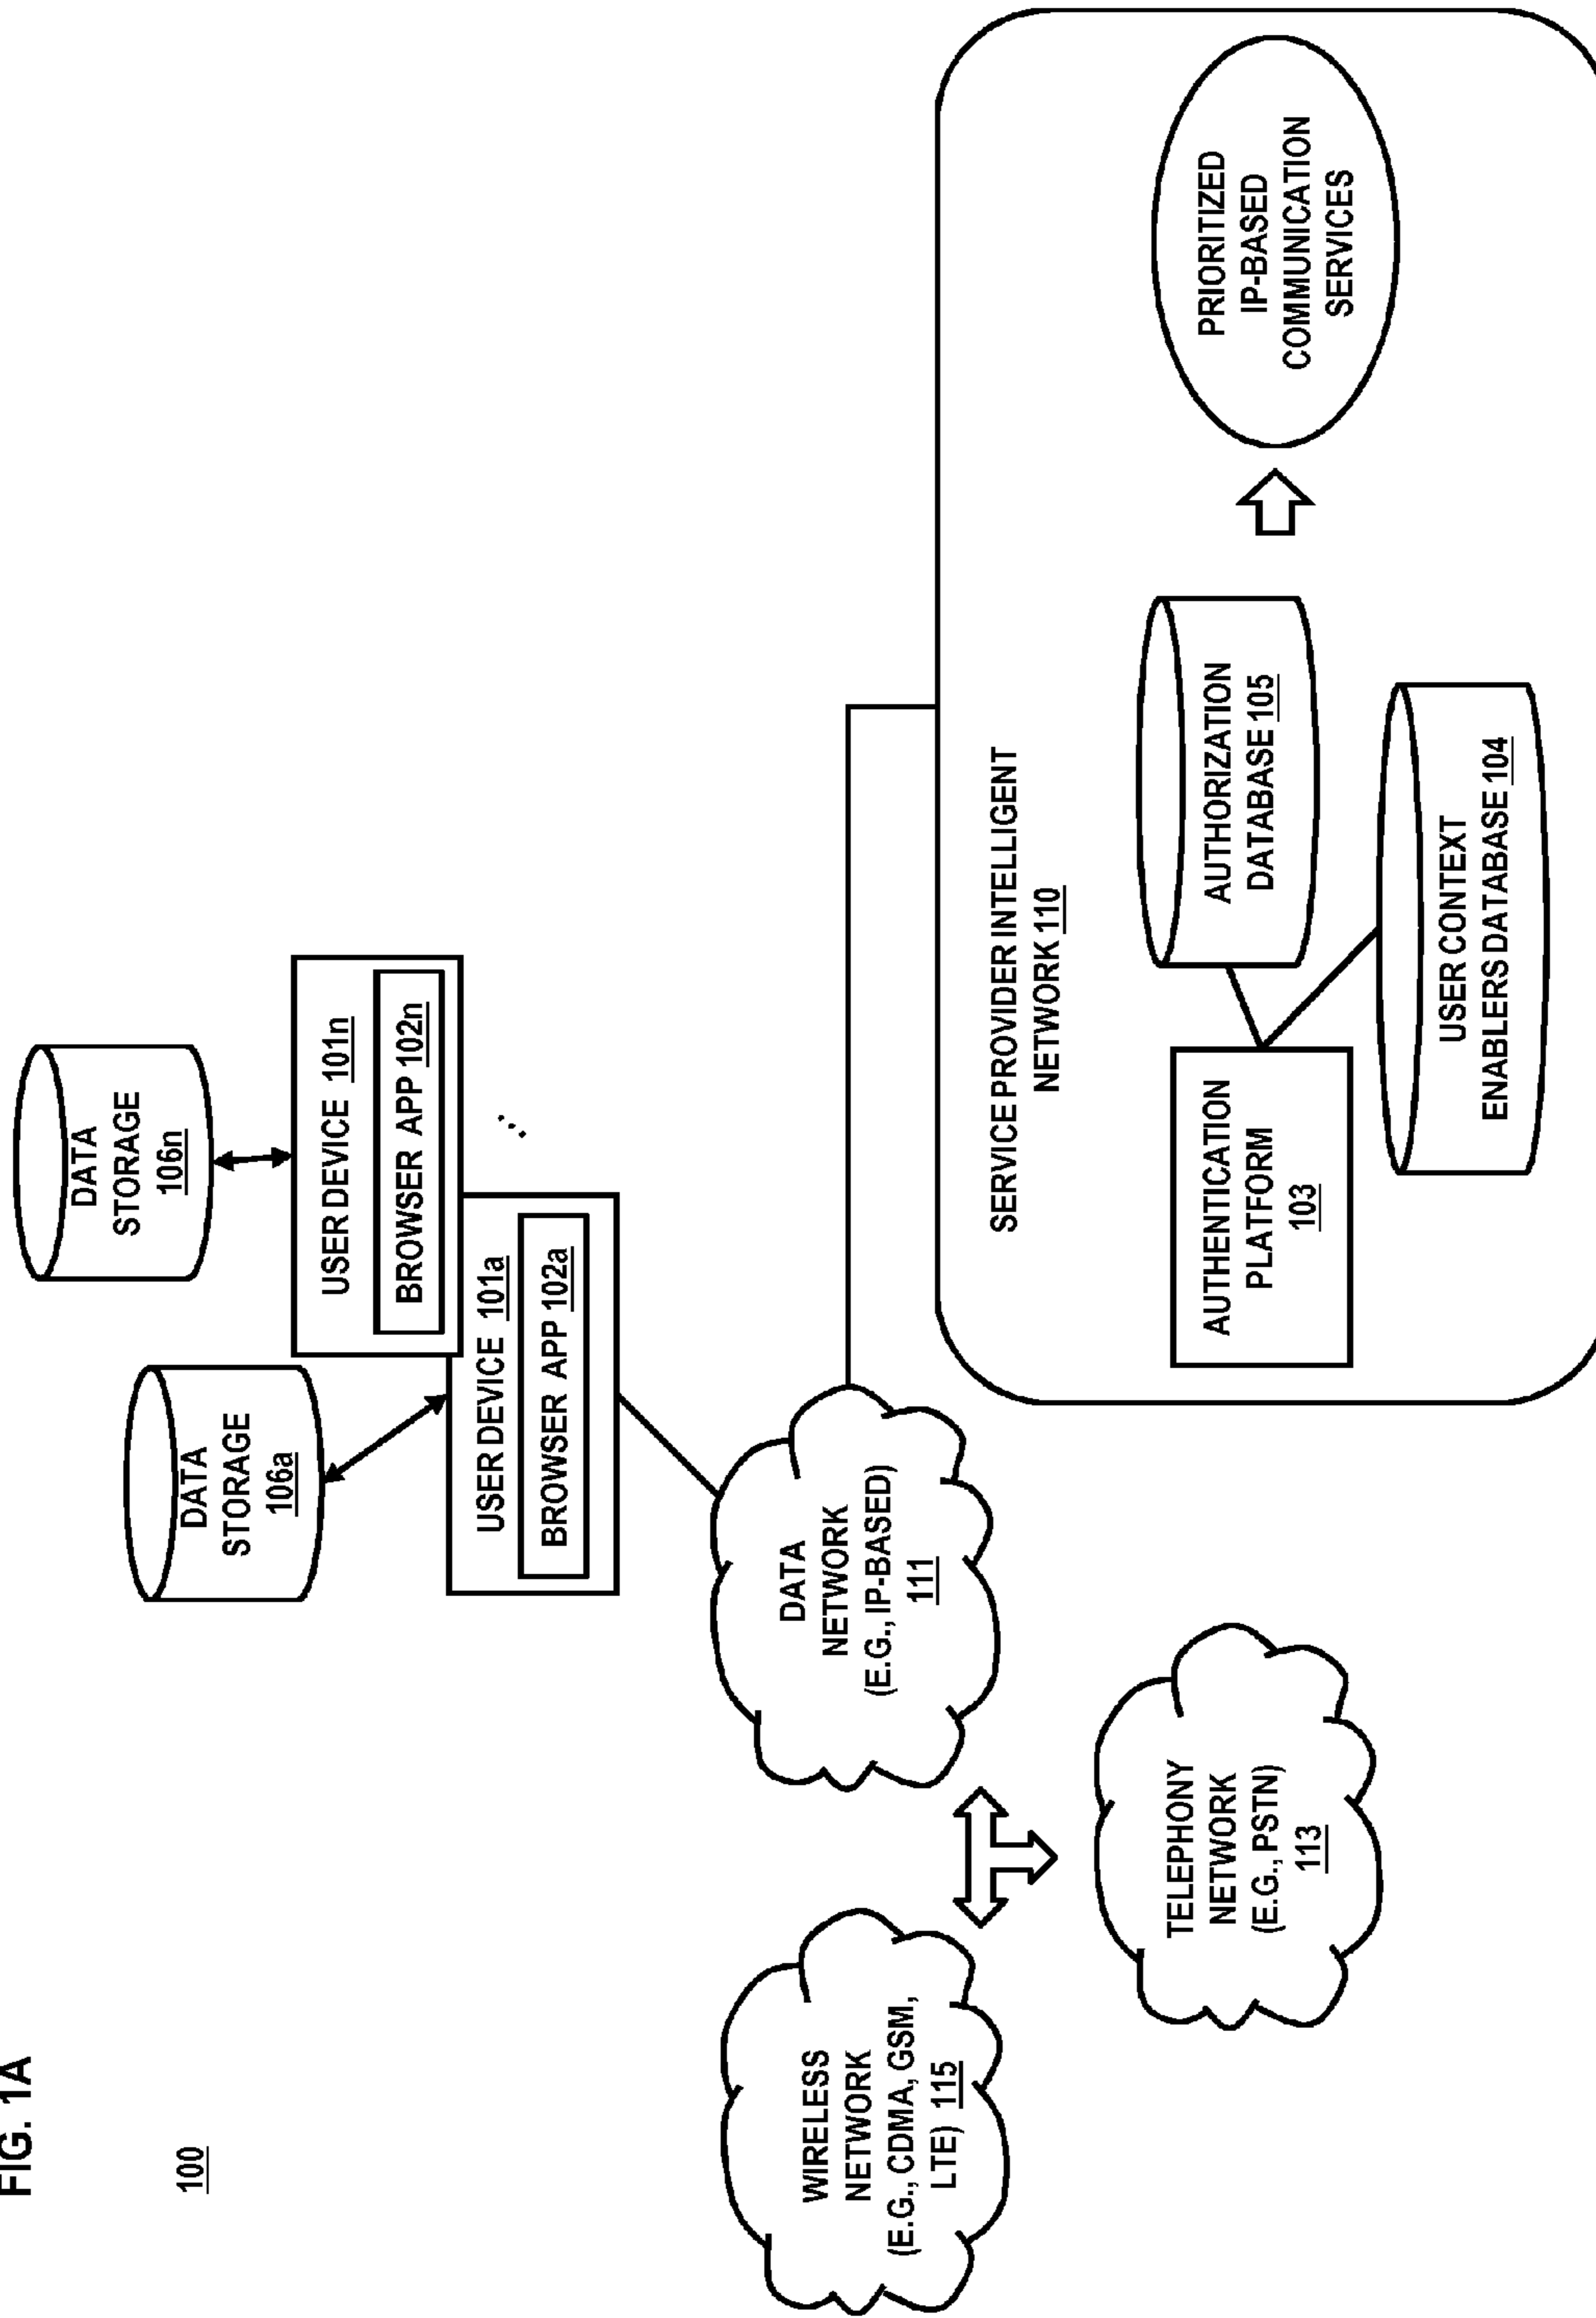 FIG. 1A
100
DATA
STORAGE
106a
DATA
STORAGE
106n
USER DEVICE 101n
BROWSER APP 102n
USER DEVICE 101a
BROWSER APP 102a
WIRELESS
NETWORK
(E.G., CDMA, GSM,
LTE) 115
DATA
NETWORK
(E.G., IP-BASED)
111
TELEPHONY
NETWORK
(E.G., PSTN)
113
SERVICE PROVIDER INTELLIGENT
NETWORK 110
AUTHENTICATION
PLATFORM
103
AUTHORIZATION
DATABASE 105
USER CONTEXT
ENABLERS DATABASE 104
PRIORITIZED
IP-BASED
COMMUNICATION
SERVICES